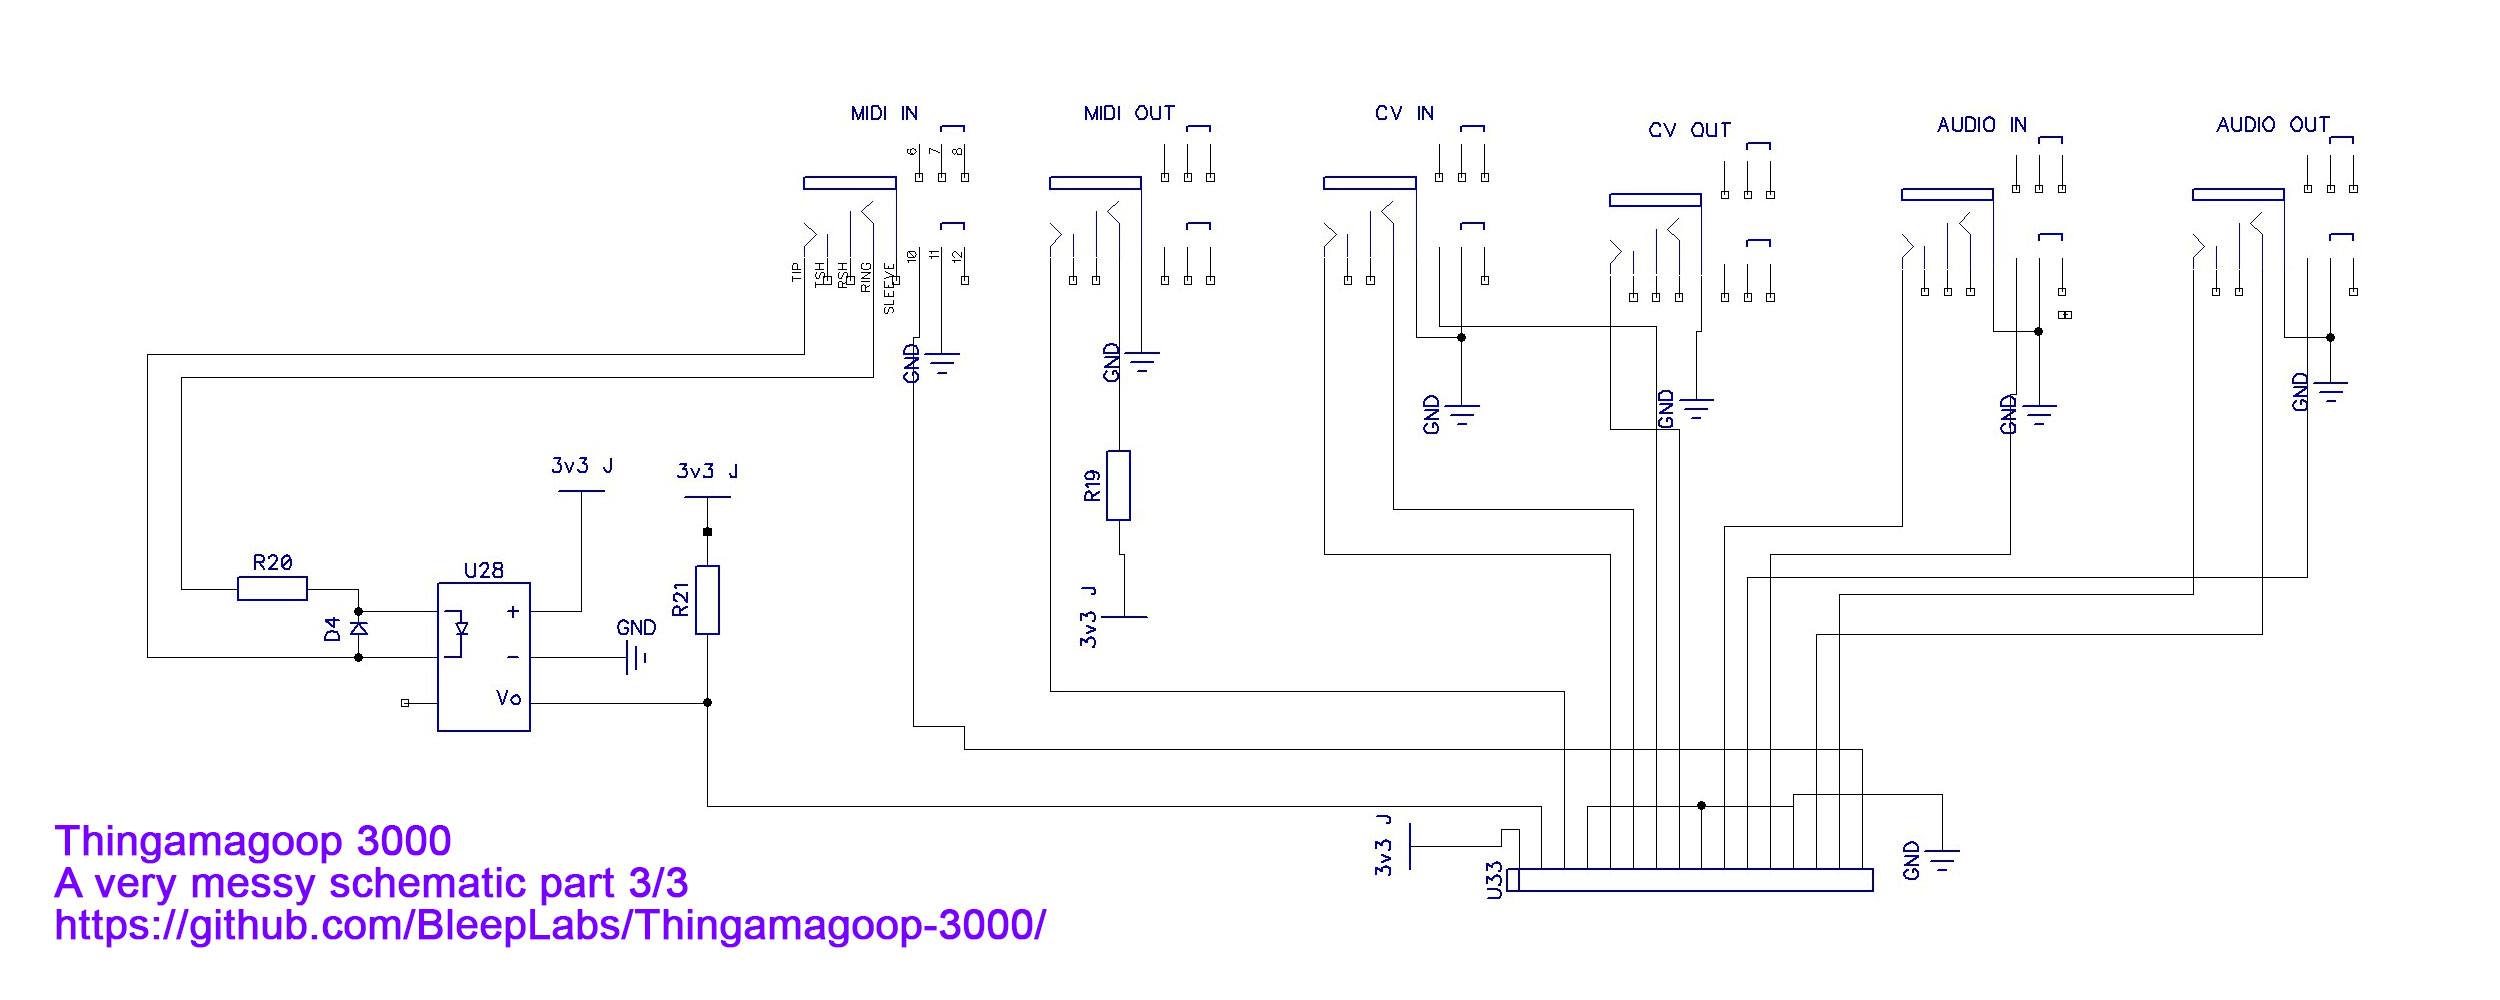 MIDI IN
MIDI OUT
CV IN
CV OUT
AUDIO IN
AUDIO OUT
6
7
8
10
11
12
TIP
TSH
RSH
RING
SLEEVE
GND
GND
GND
GND
GND
GND
3v3 J
3v3 J
R19
R20
U28
D4
+
-
Vo
GND
R21
3v3 J
3v3 J
U33
GND
Thingamagoop 3000
A very messy schematic part 3/3
https://github.com/BleepLabs/Thingamagoop-3000/